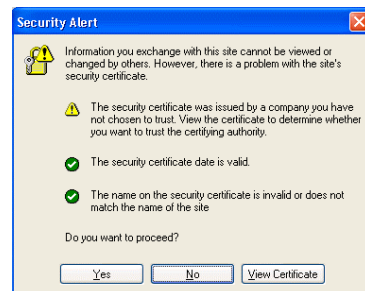 Security Alert
Information you exchange with this site cannot be viewed or
changed by others. However, there is a problem with the site's
security certificate.
The security certificate was issued by a company you have
not chosen to trust. View the certificate to determine whether
you want to trust the certifying authority.
The security certificate date is valid.
The name on the security certificate is invalid or does not
match the name of the site
Do you want to proceed?
Yes
No
View Certificate